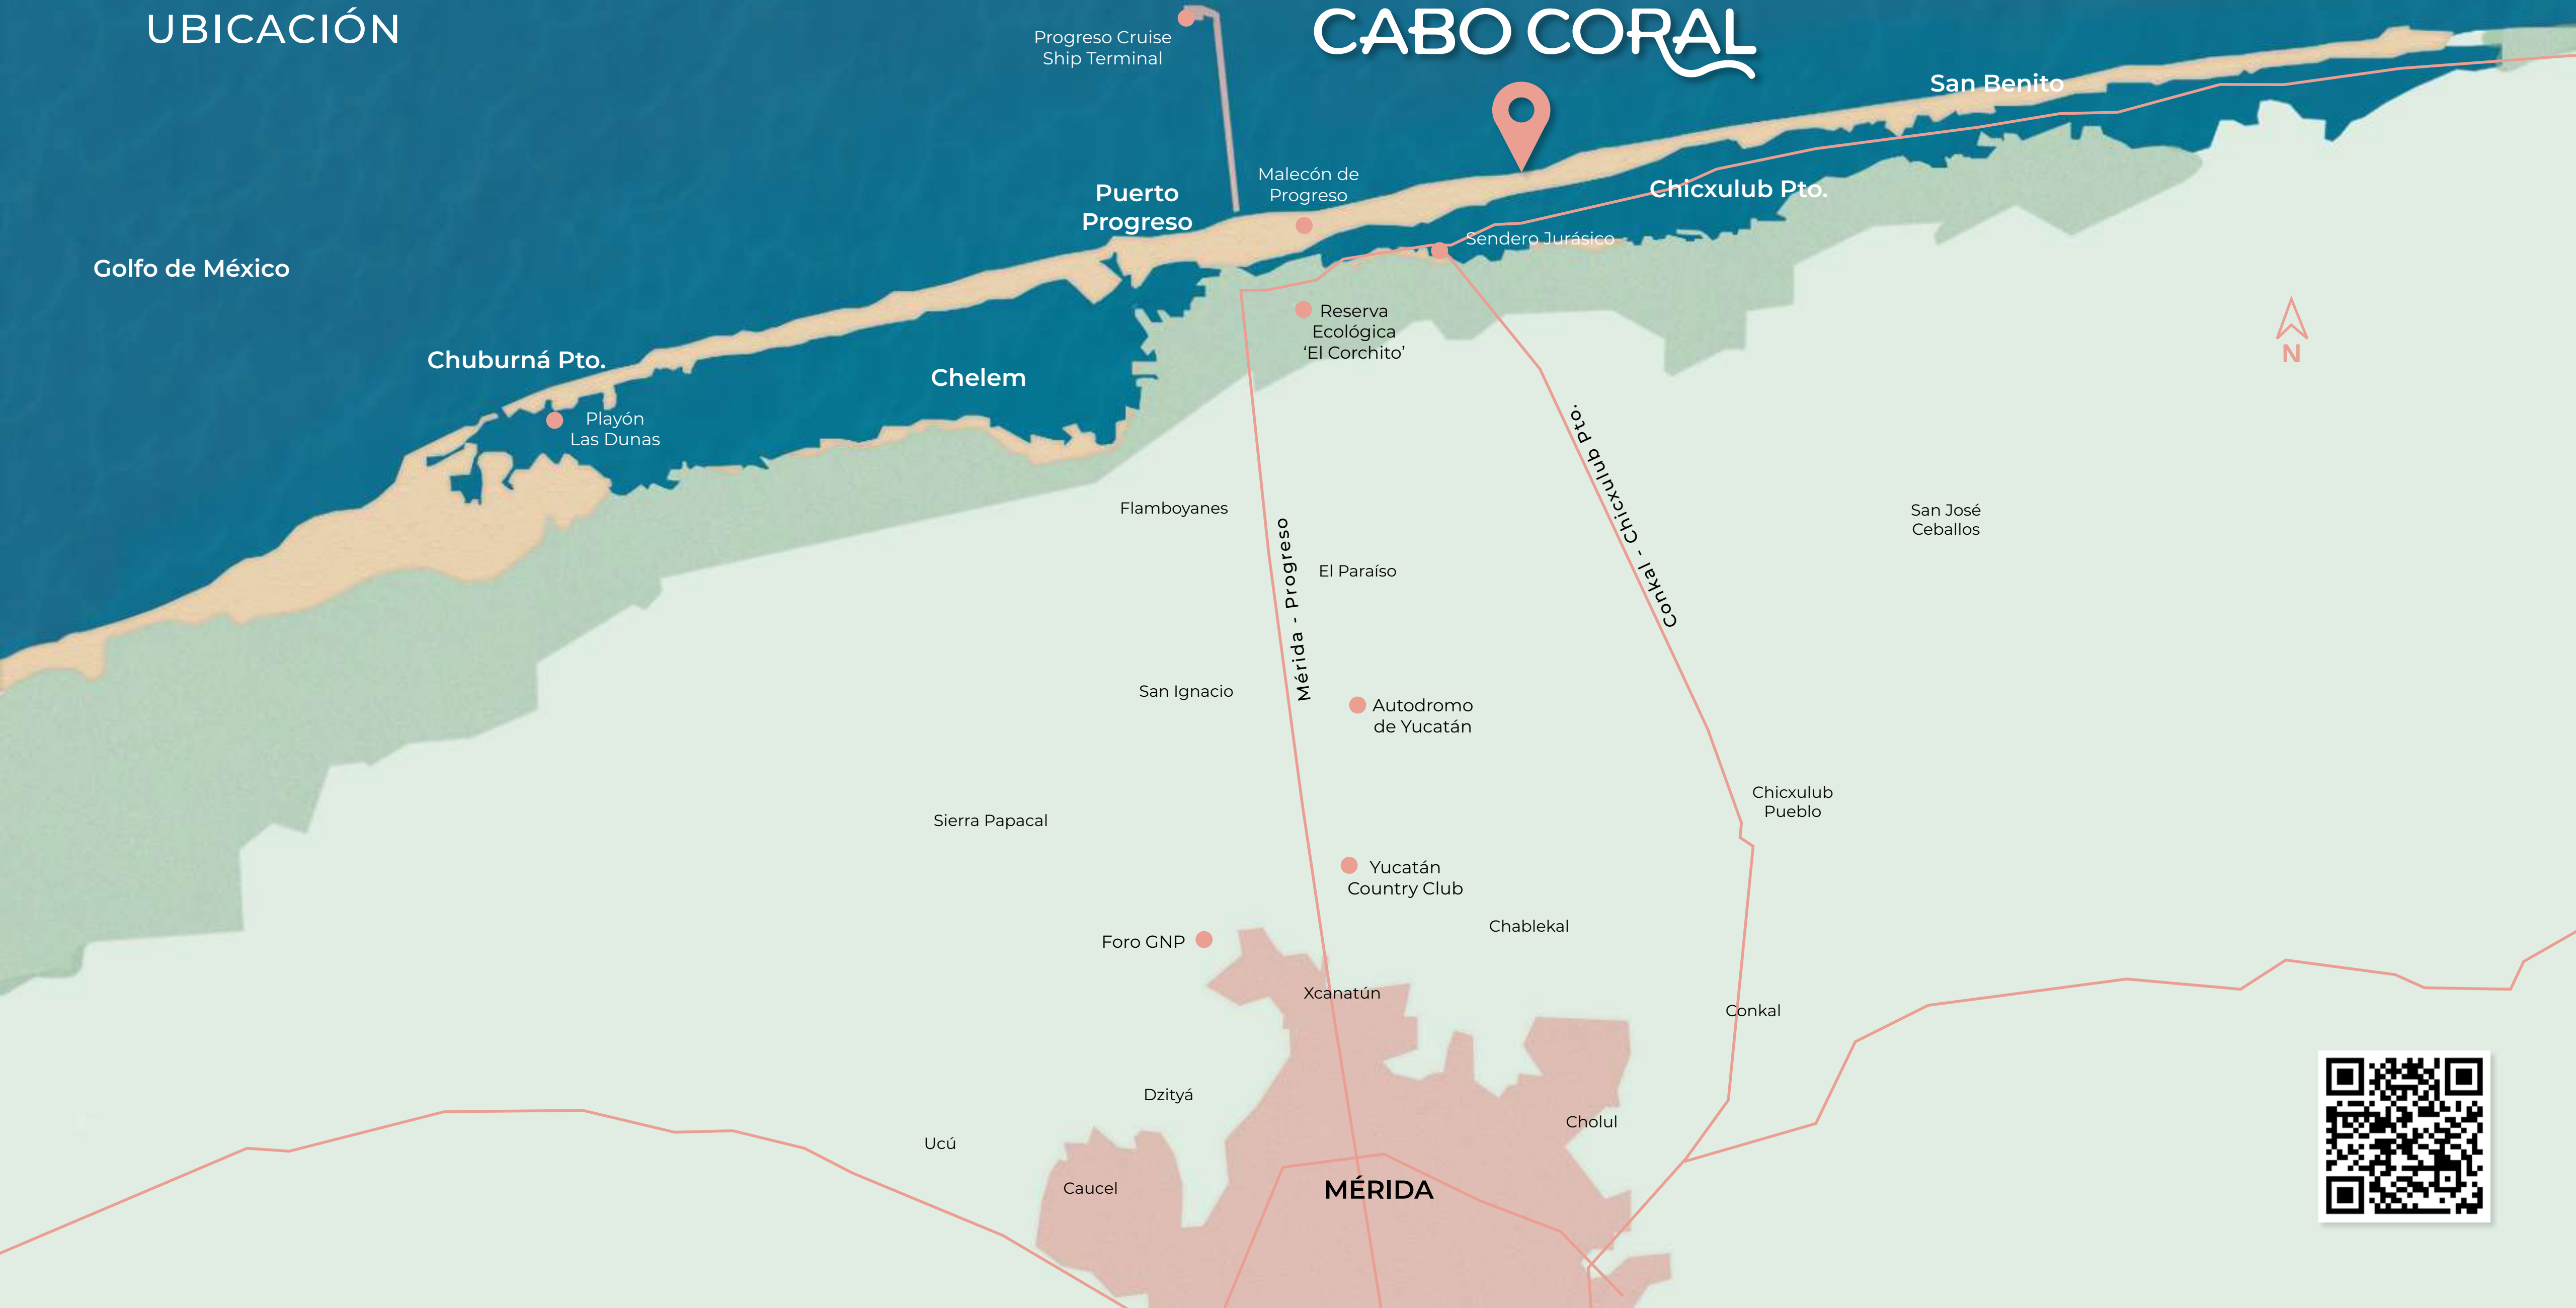 UBICACIÓN
Progreso Cruise
Ship Terminal
CABO CORAL
San Benito
Malecón de
Progreso
Puerto
Progreso
Chicxulub Pto.
Sendero Jurásico
Golfo de México
Reserva
Ecológica
‘El Corchito’
N
Chuburná Pto.
Chelem
Playón
Las Dunas
Conkal - Chicxulub Pto.
Flamboyanes
San José
Ceballos
Mérida - Progreso
El Paraíso
San Ignacio
Autodromo
de Yucatán
Chicxulub
Pueblo
Sierra Papacal
Yucatán
Country Club
Chablekal
Foro GNP
Xcanatún
Conkal
Dzityá
Cholul
Ucú
Caucel
MÉRIDA